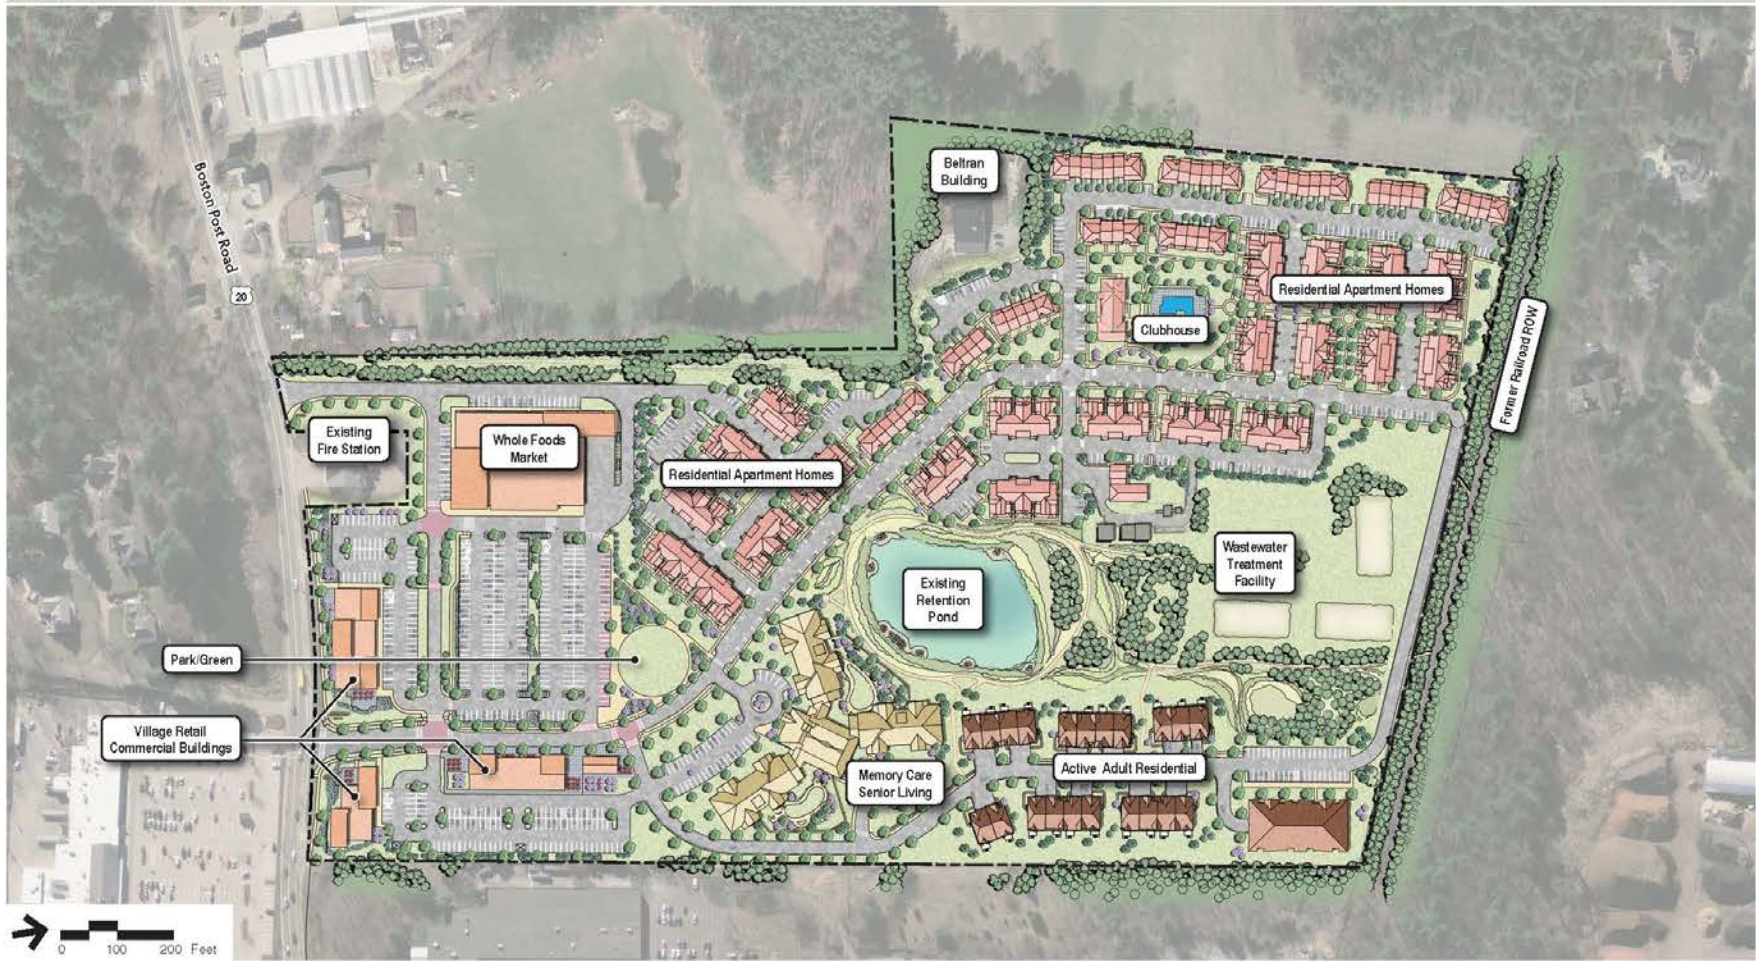 Boston Post Road
20
Beltran
Building
Residential Apartment Homes
Clubhouse
Former Railroad ROW
Existing
Fire Station
Whole Foods
Market
Residential Apartment Homes
Existing
Retention
Pond
Wastewater
Treatment
Facility
Park/Green
Village Retail
Commercial Buildings
Memory Care
Senior Living
Active Adult Residential
0 100 200 Feet